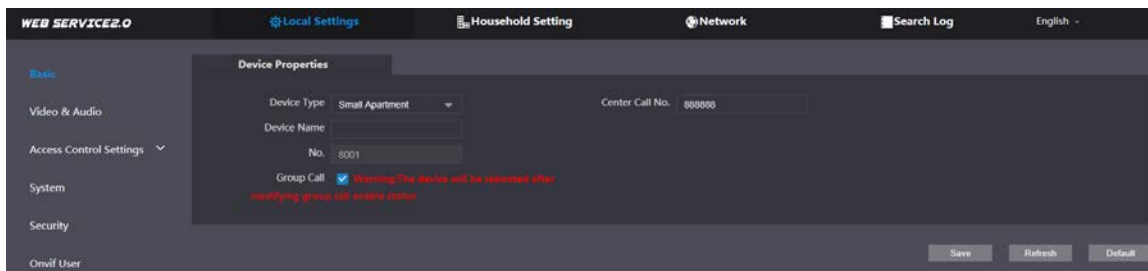 WEB SERVICE2.0 Local Settings Household Setting Network Search Log English
Basic
Video & Audio
Access Control Settings
System
Security
Onvif User
Device Properties
Device Type Small Apartment Center Call No. 888888
Device Name
No. 8001
Group Call Warning:The device will be rebooted after
modifying group call enable status.
Save Refresh Default